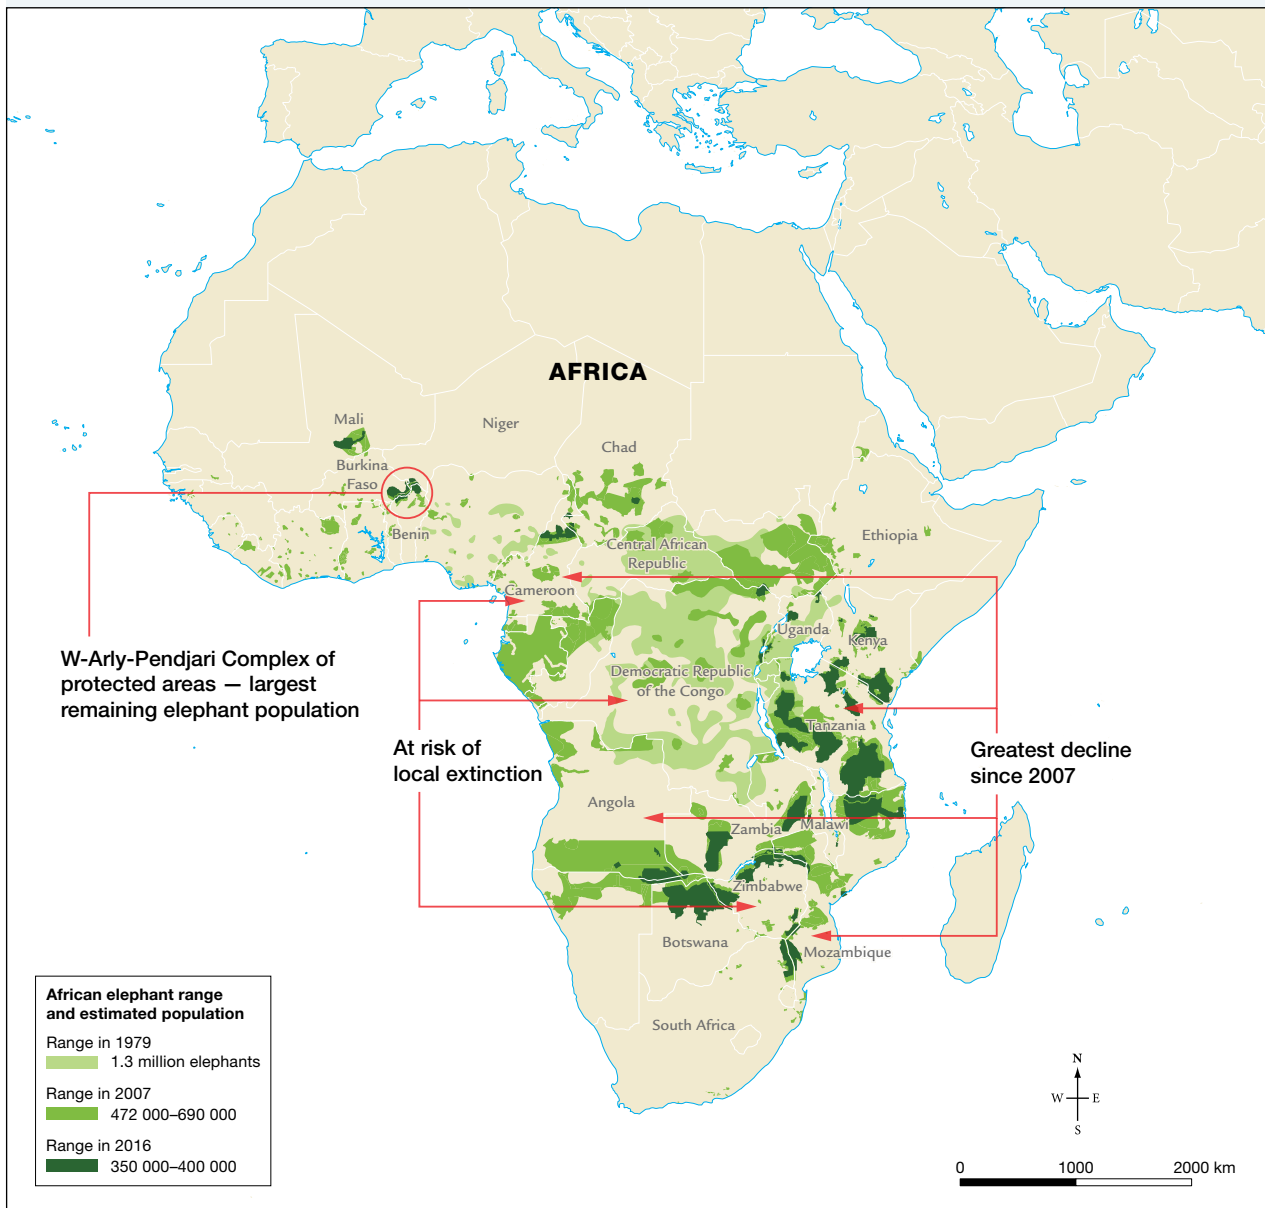 AFRICA
Mali
Niger
Chad
Burkina
Faso
Benin
Ethiopia
Central African
Republic
Cameroon
Uganda
Kenya
W-Arly-Pendjari Complex of
protected areas — largest
remaining elephant population
Democratic Republic
of the Congo
Tanzania
At risk of
local extinction
Greatest decline
since 2007
Angola
Zambia
Malawi
Zimbabwe
Botswana
Mozambique
South Africa
African elephant range
and estimated population
Range in 1979
1.3 million elephants
Range in 2007
472 000–690 000
Range in 2016
350 000–400 000
N
W
E
S
0
1000
2000 km